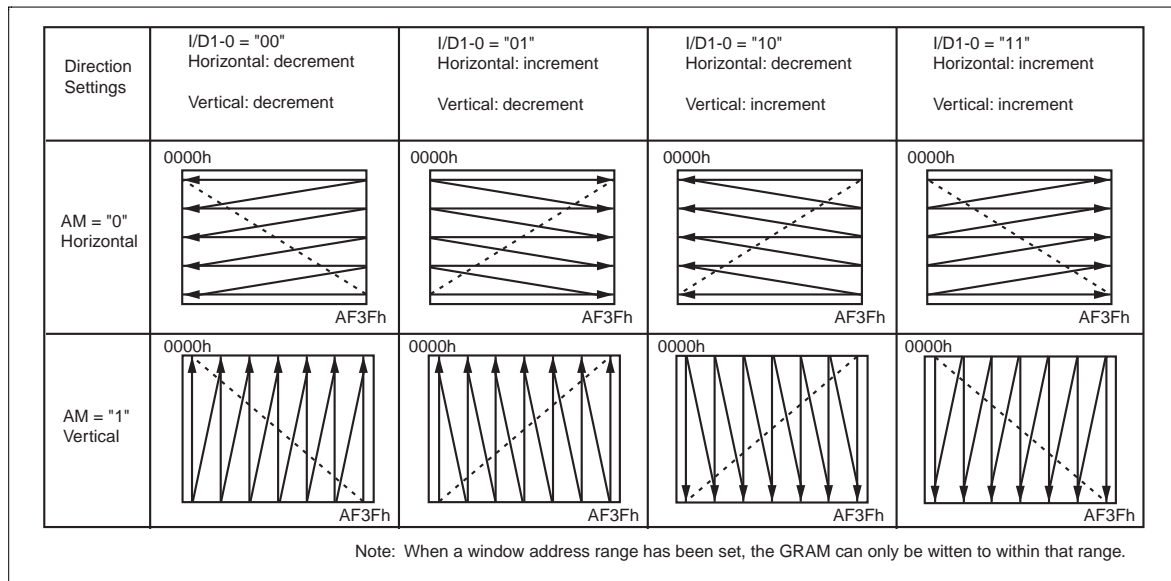 Direction
Settings
I/D1-0 = "00"
Horizontal: decrement
Vertical: decrement
I/D1-0 = "01"
Horizontal: increment
Vertical: decrement
I/D1-0 = "10"
Horizontal: decrement
Vertical: increment
I/D1-0 = "11"
Horizontal: increment
Vertical: increment
AM = "0"
Horizontal
0000h
AF3Fh
0000h
AF3Fh
0000h
AF3Fh
0000h
AF3Fh
AM = "1"
Vertical
0000h
AF3Fh
0000h
AF3Fh
0000h
AF3Fh
0000h
AF3Fh
Note: When a window address range has been set, the GRAM can only be witten to within that range.